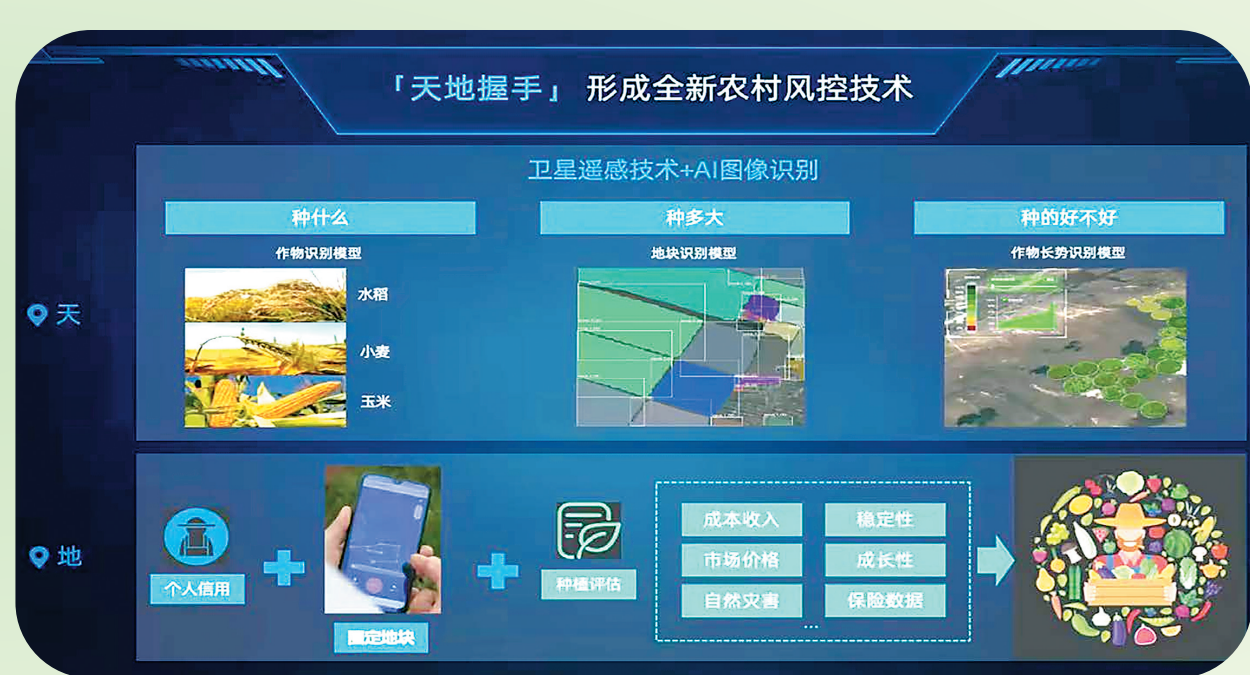 「天地握手」 形成全新农村风控技术
卫星遥感技术+AI图像识别
种什么
种多大
种的好不好
作物识别模型
地块识别模型
作物长势识别模型
天
水稻
小麦
玉米
地
个人信用
圈定地块
种植评估
成本收入
稳定性
市场价格
成长性
自然灾害
保险数据
...